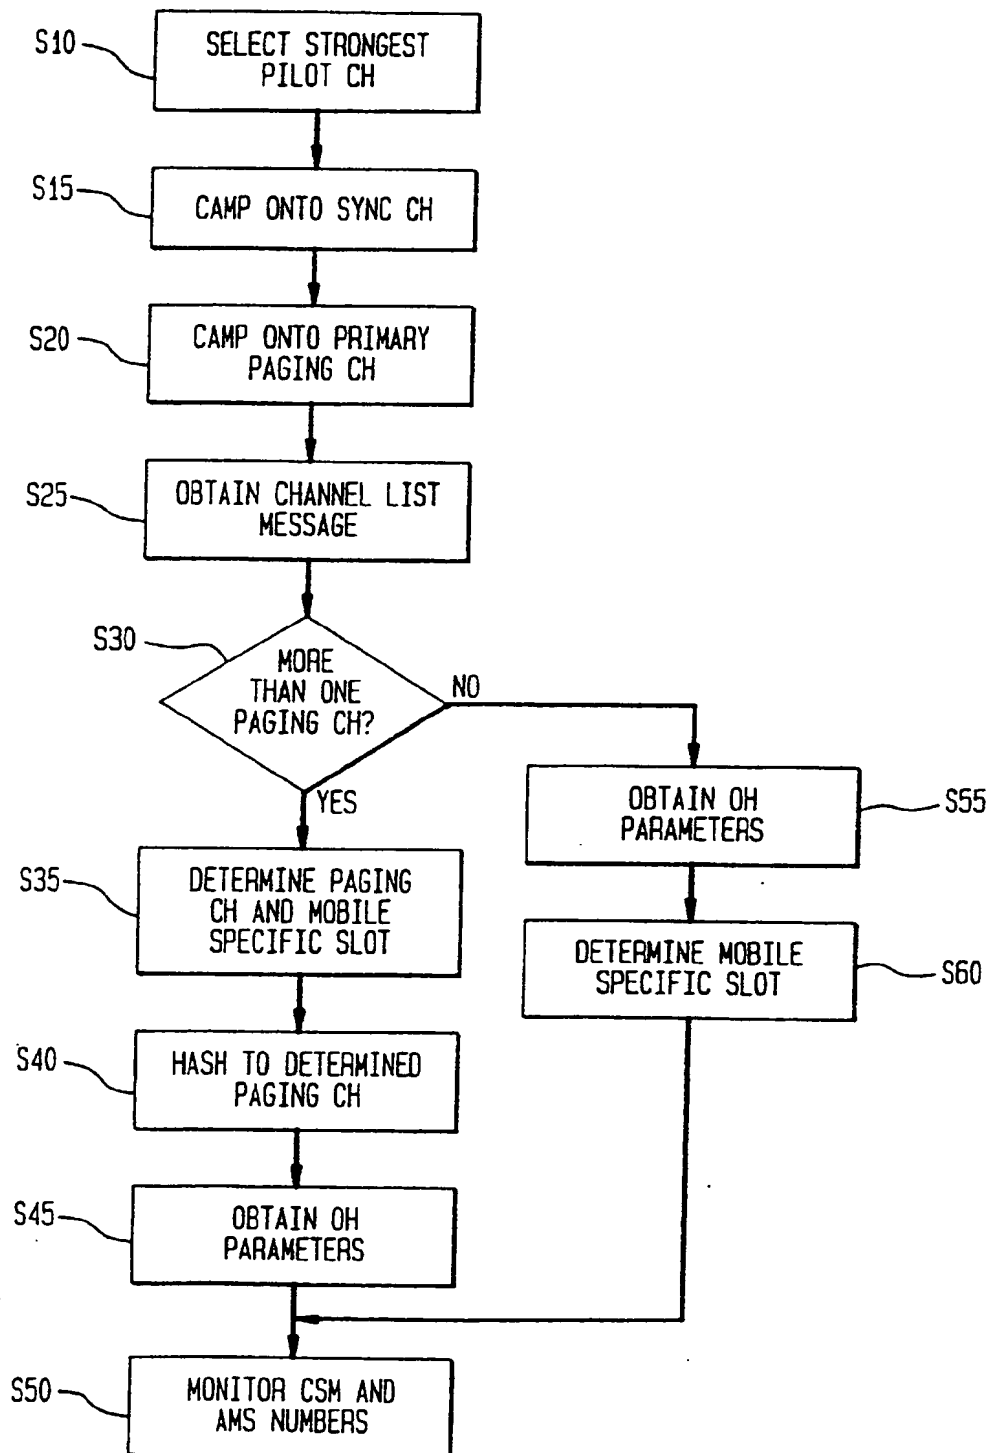 S10
SELECT STRONGEST
PILOT CH
S15
CAMP ONTO SYNC CH
S20
CAMP ONTO PRIMARY
PAGING CH
S25
OBTAIN CHANNEL LIST
MESSAGE
S30
MORE
THAN ONE
PAGING CH?
NO
YES
S35
DETERMINE PAGING
CH AND MOBILE
SPECIFIC SLOT
OBTAIN OH
PARAMETERS
S55
S40
HASH TO DETERMINED
PAGING CH
DETERMINE MOBILE
SPECIFIC SLOT
S60
S45
OBTAIN OH
PARAMETERS
S50
MONITOR CSM AND
AMS NUMBERS